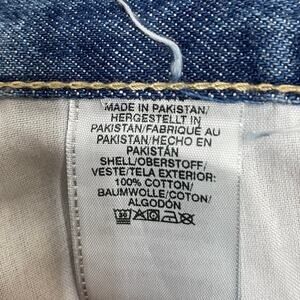 MADE IN PAKISTAN/
HERGESTELLT IN
PAKISTAN/FABRIQUÉ AU
PAKISTAN/HECHO EN
PAKISTÁN
SHELL/OBERSTOFF/
VESTE/TELA EXTERIOR:
100% COTTON/
BAUMWOLLE/COTON/
ALGODÓN